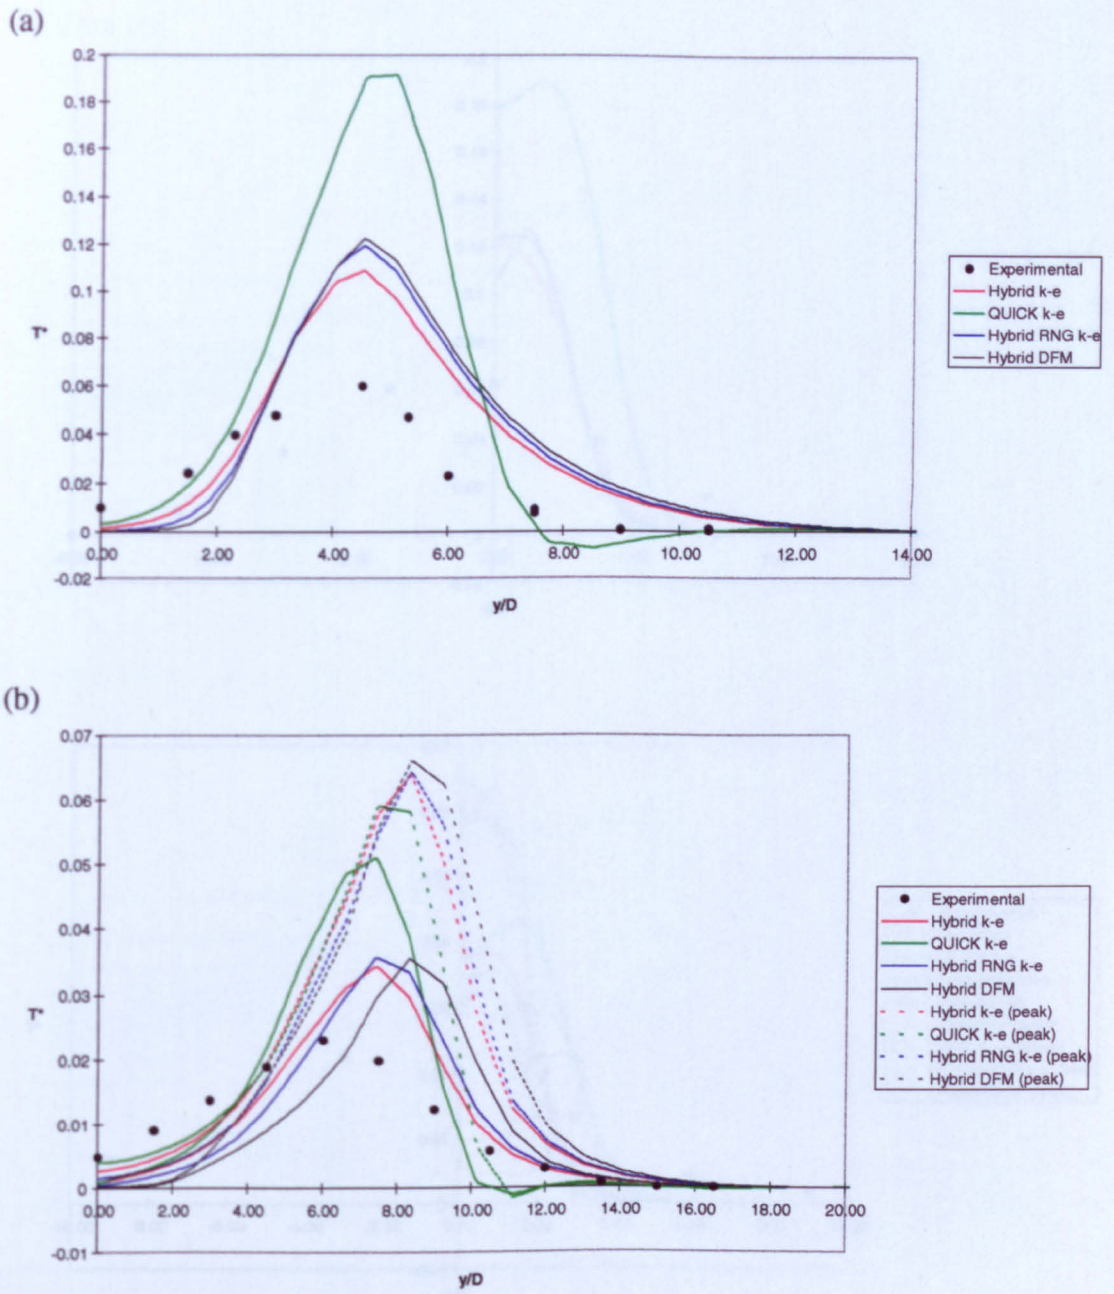 (a)
0.2
0.18
0.16
0.14
0.12
0.1
0.08
0.06
0.04
0.02
0
-0.02
T'
0.00 2.00 4.00 6.00 8.00 10.00 12.00 14.00
y/D
Experimental
Hybrid k-e
QUICK k-e
Hybrid RNG k-e
Hybrid DFM
(b)
0.07
0.06
0.05
0.04
0.03
0.02
0.01
0
-0.01
T'
0.00 2.00 4.00 6.00 8.00 10.00 12.00 14.00 16.00 18.00 20.00
y/D
Experimental
Hybrid k-e
QUICK k-e
Hybrid RNG k-e
Hybrid DFM
Hybrid k-e (peak)
QUICK k-e (peak)
Hybrid RNG k-e (peak)
Hybrid DFM (peak)